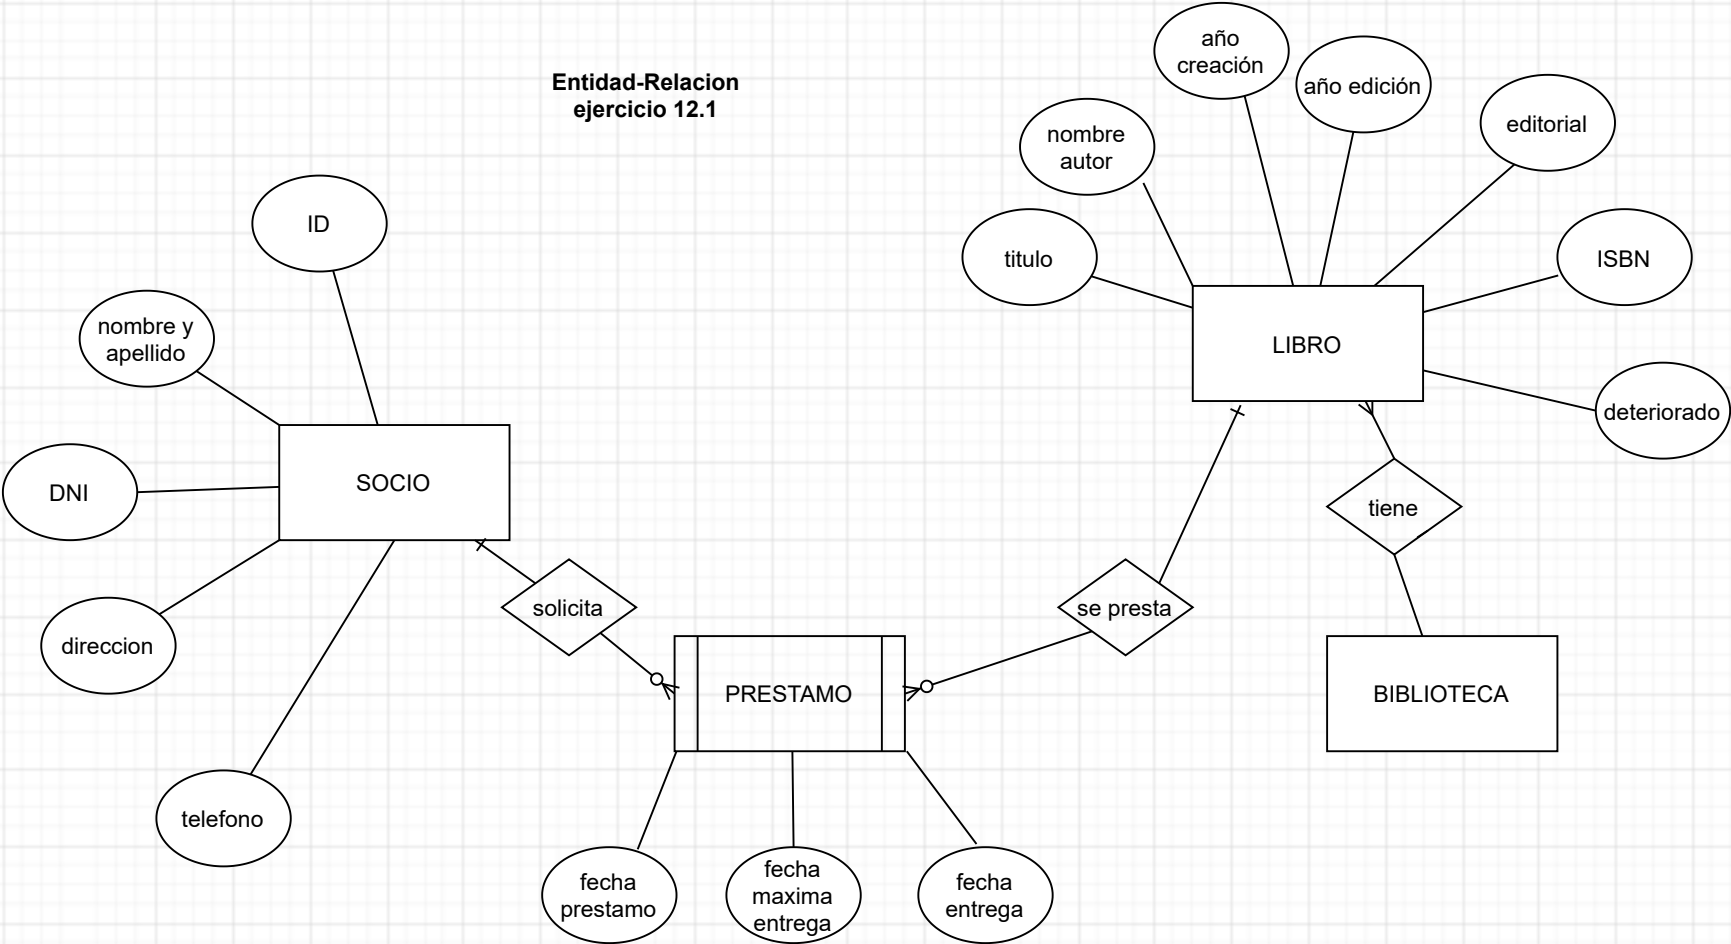 Entidad-Relacion
ejercicio 12.1
año
creación
año edición
editorial
nombre
autor
titulo
ISBN
LIBRO
deteriorado
ID
nombre y
apellido
DNI
SOCIO
direccion
telefono
solicita
se presta
tiene
PRESTAMO
BIBLIOTECA
fecha
prestamo
fecha
maxima
entrega
fecha
entrega